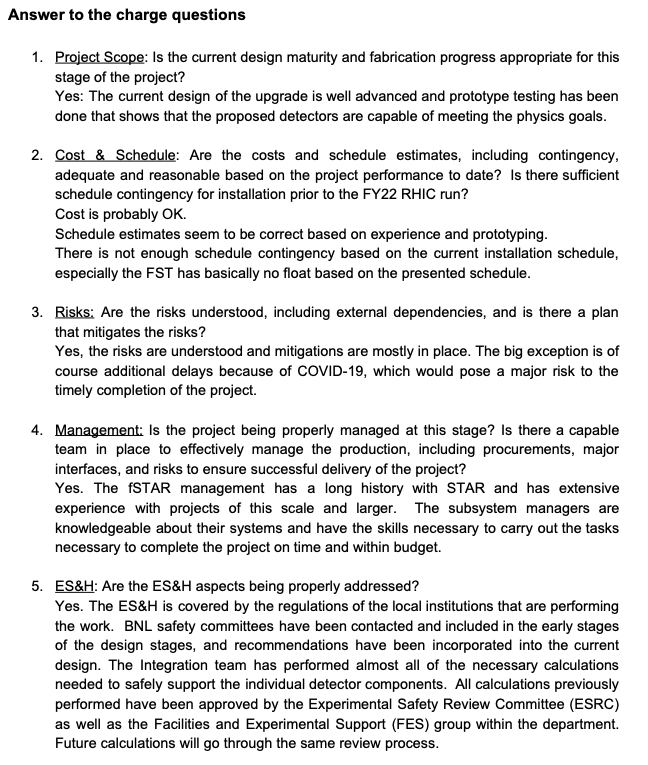 Answer to the charge questions
1. Project Scope: Is the current design maturity and fabrication progress appropriate for this
stage of the project?
Yes: The current design of the upgrade is well advanced and prototype testing has been
done that shows that the proposed detectors are capable of meeting the physics goals.
2. Cost & Schedule: Are the costs and schedule estimates, including contingency,
adequate and reasonable based on the project performance to date? Is there sufficient
schedule contingency for installation prior to the FY22 RHIC run?
Cost is probably OK.
Schedule estimates seem to be correct based on experience and prototyping.
There is not enough schedule contingency based on the current installation schedule,
especially the FST has basically no float based on the presented schedule.
3. Risks: Are the risks understood, including external dependencies, and is there a plan
that mitigates the risks?
Yes, the risks are understood and mitigations are mostly in place. The big exception is of
course additional delays because of COVID-19, which would pose a major risk to the
timely completion of the project.
4. Management: Is the project being properly managed at this stage? Is there a capable
team in place to effectively manage the production, including procurements, major
interfaces, and risks to ensure successful delivery of the project?
Yes. The fSTAR management has a long history with STAR and has extensive
experience with projects of this scale and larger. The subsystem managers are
knowledgeable about their systems and have the skills necessary to carry out the tasks
necessary to complete the project on time and within budget.
5. ES&H: Are the ES&H aspects being properly addressed?
Yes. The ES&H is covered by the regulations of the local institutions that are performing
the work. BNL safety committees have been contacted and included in the early stages
of the design stages, and recommendations have been incorporated into the current
design. The Integration team has performed almost all of the necessary calculations
needed to safely support the individual detector components. All calculations previously
performed have been approved by the Experimental Safety Review Committee (ESRC)
as well as the Facilities and Experimental Support (FES) group within the department.
Future calculations will go through the same review process.